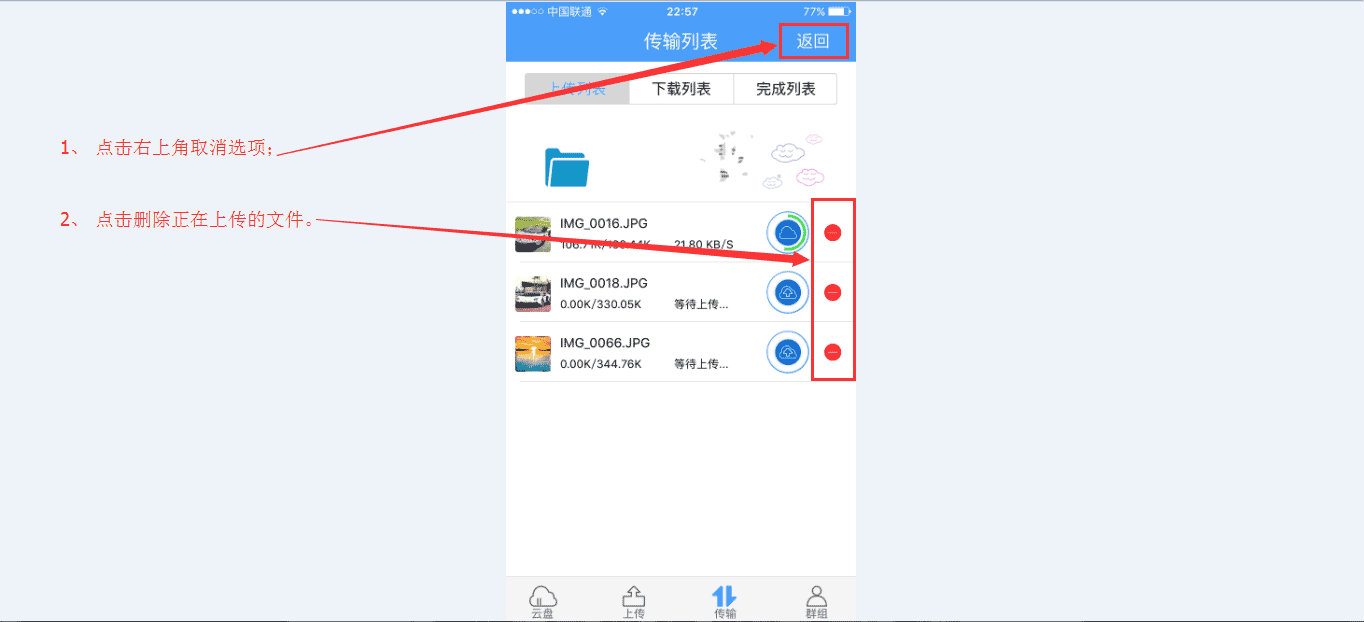 中国联通 22:57 77%
传输列表 返回
上传列表 下载列表 完成列表
1、 点击右上角取消选项；
2、 点击删除正在上传的文件。
IMG_0016.JPG
21.80 KB/S
IMG_0018.JPG
0.00K/330.05K 等待上传...
IMG_0066.JPG
0.00K/344.76K 等待上传...
云盘 上传 传输 群组